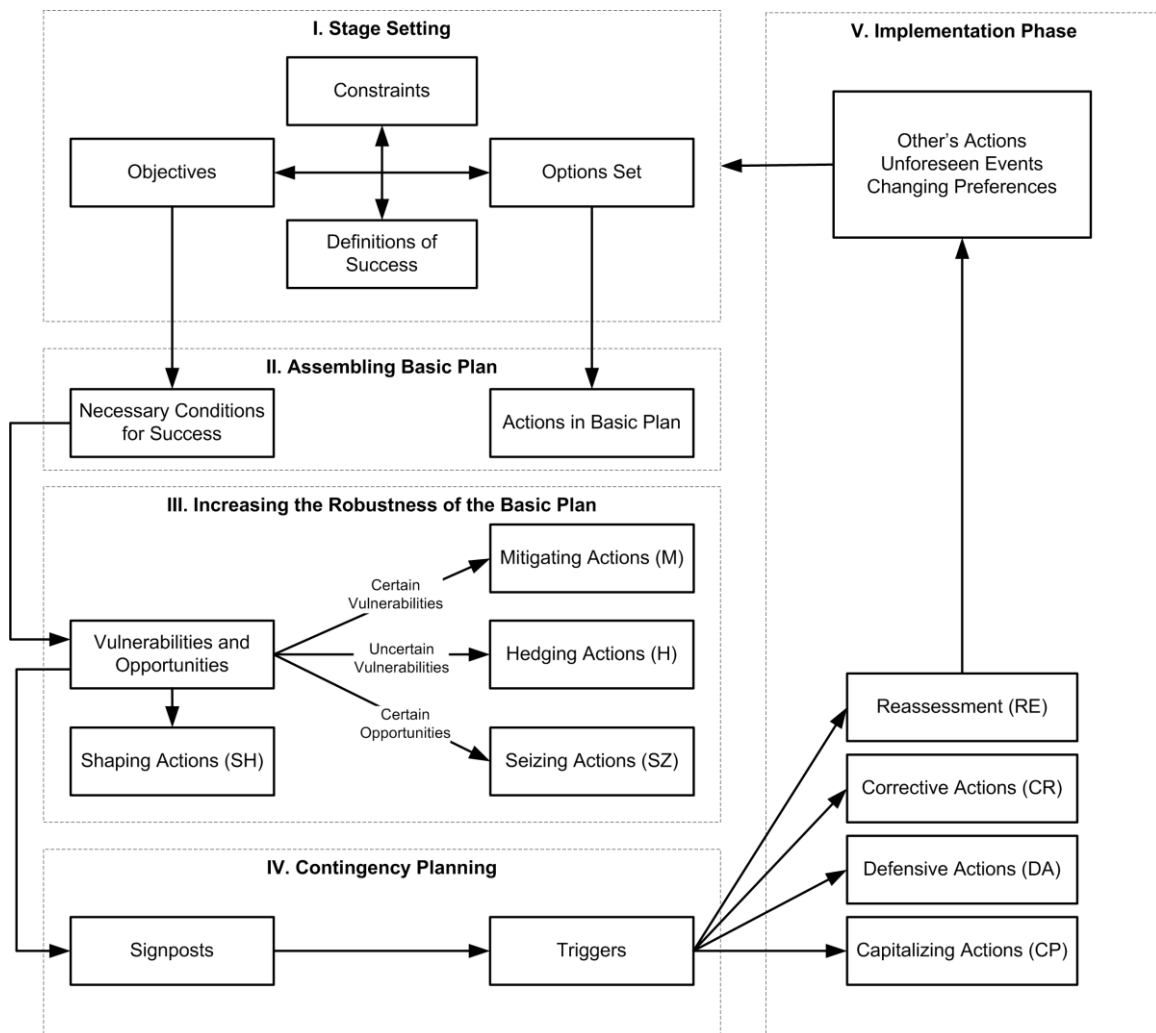 I. Stage Setting
Constraints
Objectives
Options Set
Definitions of
Success
II. Assembling Basic Plan
Necessary Conditions
for Success
Actions in Basic Plan
III. Increasing the Robustness of the Basic Plan
Mitigating Actions (M)
Certain
Vulnerabilities
Vulnerabilities and
Opportunities
Uncertain
Vulnerabilities
Hedging Actions (H)
Certain
Opportunities
Shaping Actions (SH)
Seizing Actions (SZ)
IV. Contingency Planning
Signposts
Triggers
V. Implementation Phase
Other's Actions
Unforeseen Events
Changing Preferences
Reassessment (RE)
Corrective Actions (CR)
Defensive Actions (DA)
Capitalizing Actions (CP)